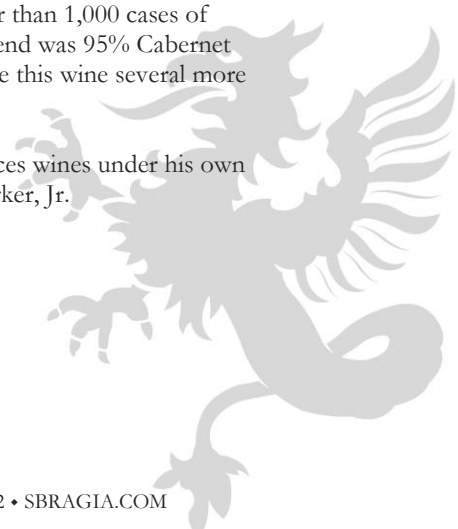 r than 1,000 cases of
end was 95% Cabernet
e this wine several more
ces wines under his own
rker, Jr.
2 • SBRAGIA.COM